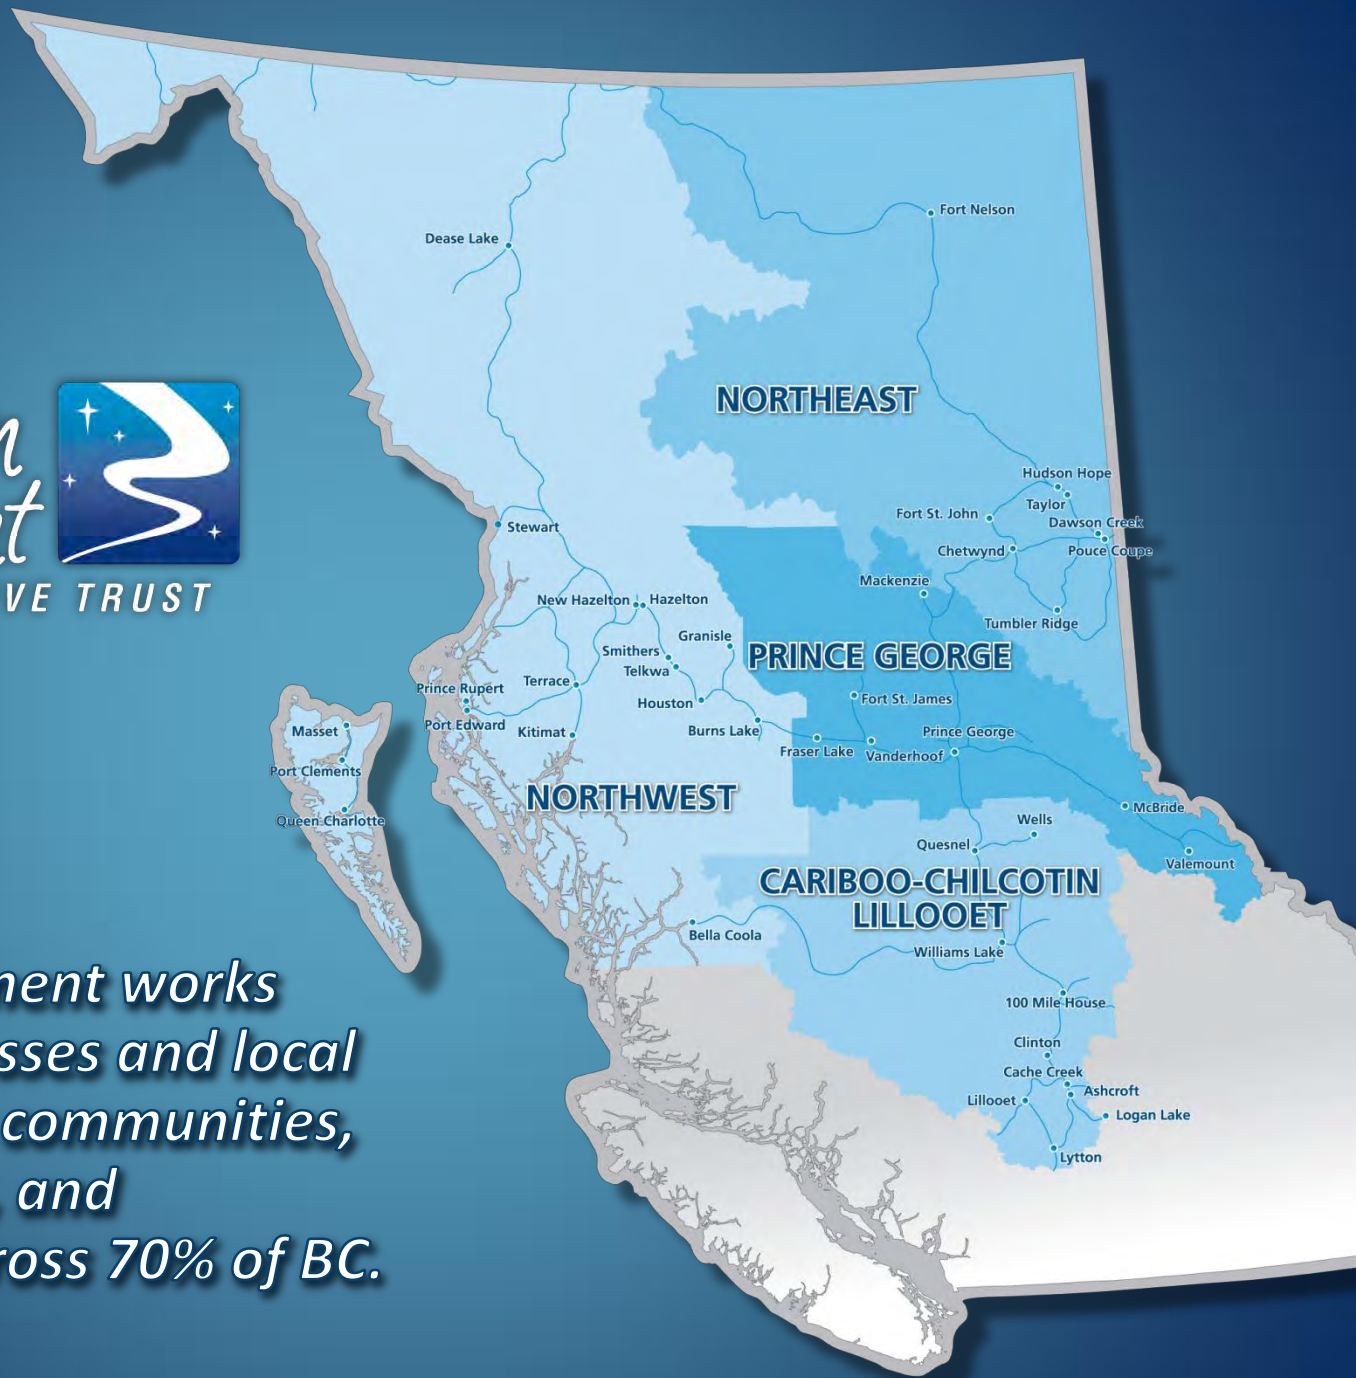 Fort Nelson
Dease Lake
NORTHEAST
Hudson Hope
Taylor
Fort St. John
Dawson Creek
Stewart
Chetwynd
Pouce Coupe
Mackenzie
VE TRUST
New Hazelton
Hazelton
Tumbler Ridge
Granisle
Smithers
PRINCE GEORGE
Telkwa
Terrace
Prince Rupert
Fort St. James
Houston
Port Edward
Masset
Kitimat
Burns Lake
Prince George
Fraser Lake
Vanderhoof
Port Clements
NORTHWEST
McBride
Queen Charlotte
Wells
Quesnel
Valemount
CARIBOO-CHILCOTIN
LILLOOET
Bella Coola
Williams Lake
ment works
100 Mile House
sses and local
Clinton
Cache Creek
Ashcroft
Lillooet
Logan Lake
communities,
Lytton
, and
ross 70% of BC.